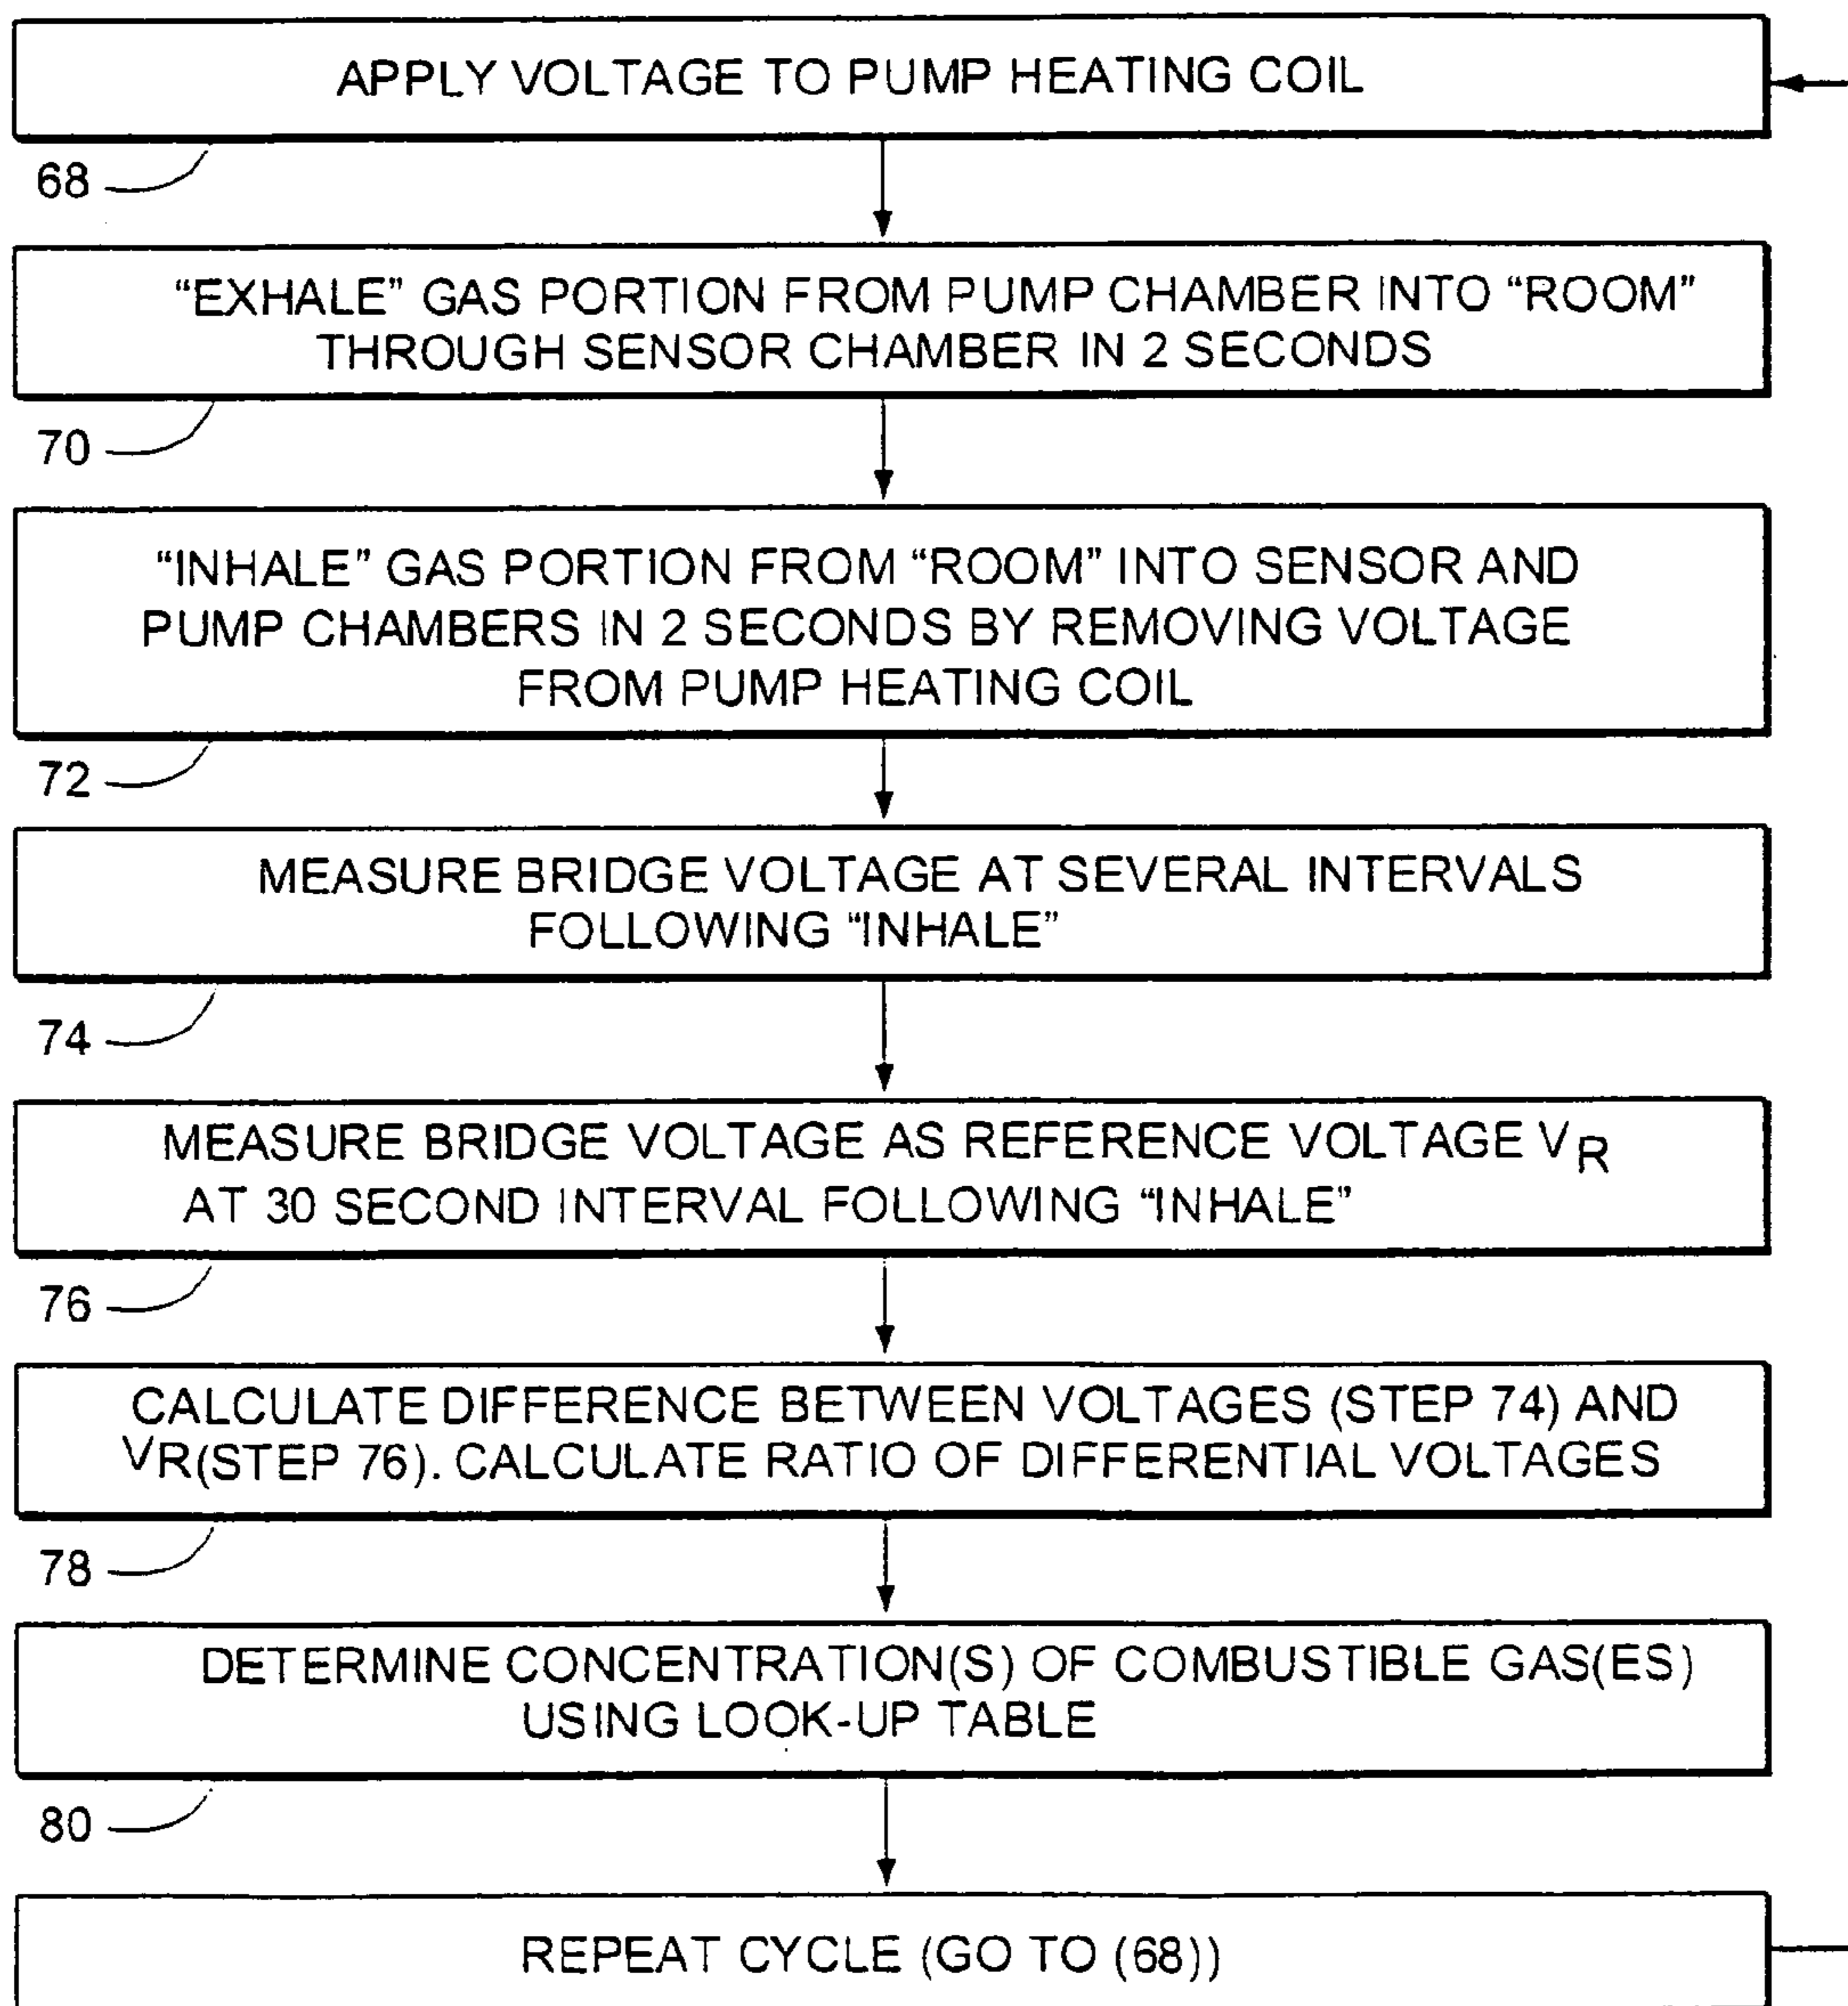 APPLY VOLTAGE TO PUMP HEATING COIL
68
“EXHALE” GAS PORTION FROM PUMP CHAMBER INTO “ROOM”
THROUGH SENSOR CHAMBER IN 2 SECONDS
70
“INHALE” GAS PORTION FROM “ROOM” INTO SENSOR AND
PUMP CHAMBERS IN 2 SECONDS BY REMOVING VOLTAGE
FROM PUMP HEATING COIL
72
MEASURE BRIDGE VOLTAGE AT SEVERAL INTERVALS
FOLLOWING “INHALE”
74
MEASURE BRIDGE VOLTAGE AS REFERENCE VOLTAGE VR
AT 30 SECOND INTERVAL FOLLOWING “INHALE”
76
CALCULATE DIFFERENCE BETWEEN VOLTAGES (STEP 74) AND
VR(STEP 76). CALCULATE RATIO OF DIFFERENTIAL VOLTAGES
78
DETERMINE CONCENTRATION(S) OF COMBUSTIBLE GAS(ES)
USING LOOK-UP TABLE
80
REPEAT CYCLE (GO TO (68))